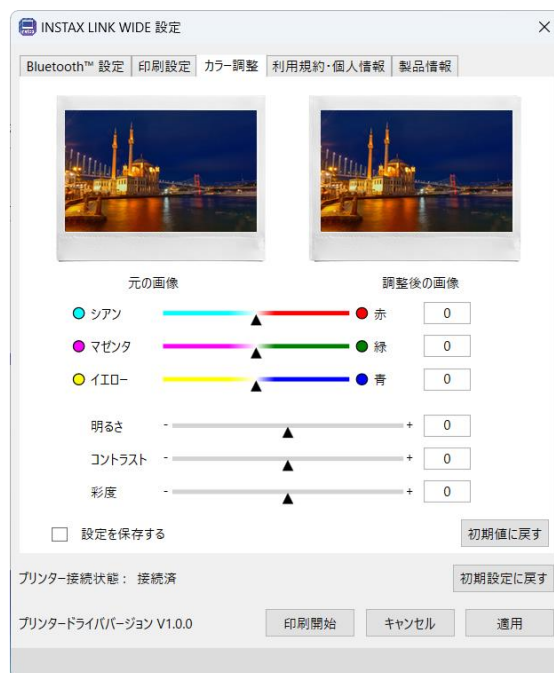 INSTAX LINK WIDE 設定
Bluetooth™ 設定 印刷設定 カラー調整 利用規約・個人情報 製品情報
元の画像 調整後の画像
シアン 赤 0
マゼンタ 緑 0
イエロー 青 0
明るさ - + 0
コントラスト - + 0
彩度 - + 0
設定を保存する 初期値に戻す
プリンター接続状態： 接続済 初期設定に戻す
プリンタードライババージョン V1.0.0 印刷開始 キャンセル 適用